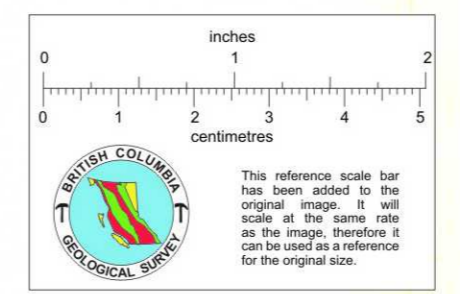 inches
0 1 2
0 1 2 3 4 5
centimetres
BRITISH COLUMBIA
GEOLOGICAL SURVEY
This reference scale bar
has been added to the
original image. It will
scale at the same rate
as the image, therefore it
can be used as a reference
for the original size.